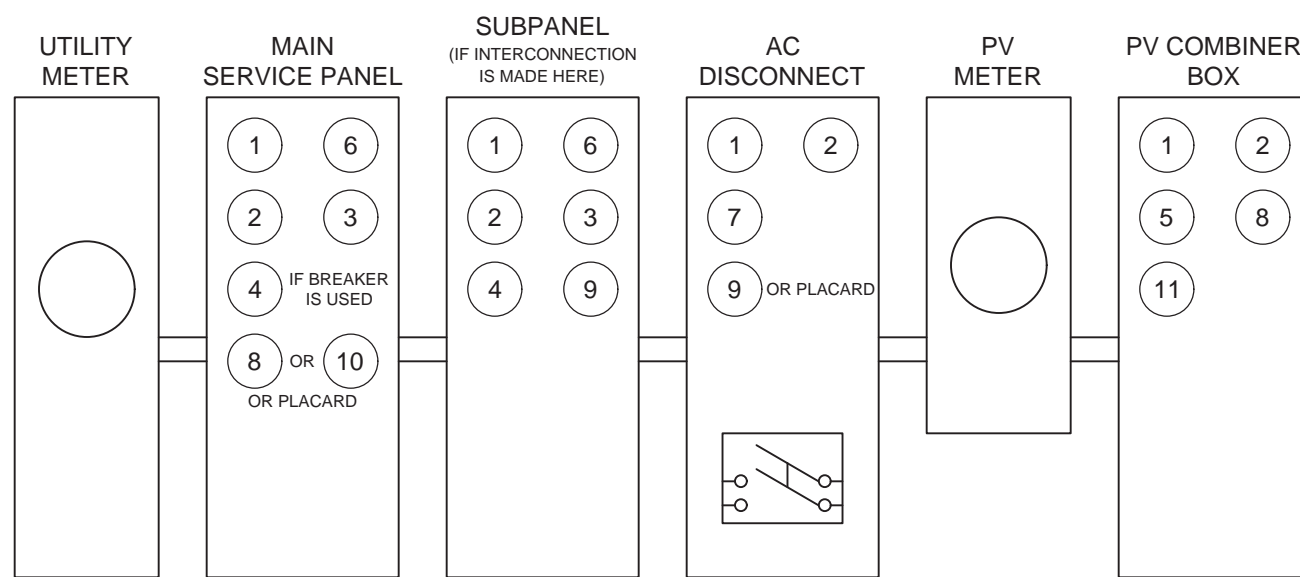 UTILITY
METER
MAIN
SERVICE PANEL
SUBPANEL
(IF INTERCONNECTION
IS MADE HERE)
AC
DISCONNECT
PV
METER
PV COMBINER
BOX
1 6
2 3
4 IF BREAKER
IS USED
8 OR 10
OR PLACARD
1 6
2 3
4 9
1 2
7
9 OR PLACARD
1 2
5 8
11